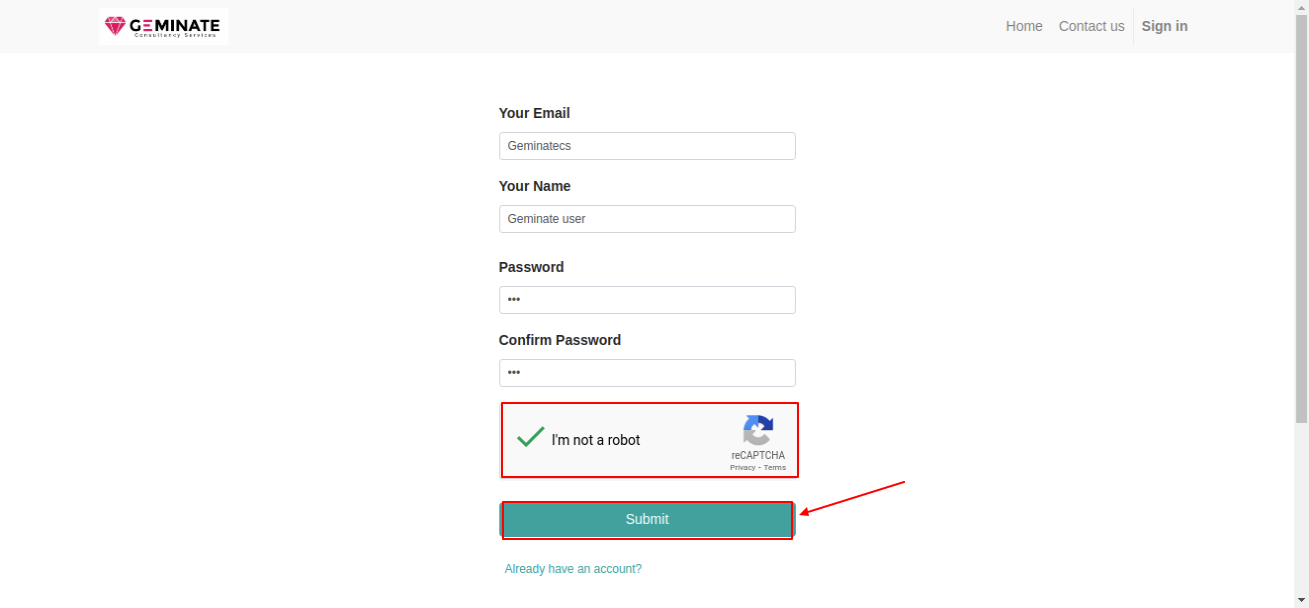 GEMINATE
Consultancy Services
Home
Contact us
Sign in
Your Email
Geminatecs
Your Name
Geminate user
Password
•••
Confirm Password
•••
I'm not a robot
reCAPTCHA
Privacy - Terms
Submit
Already have an account?